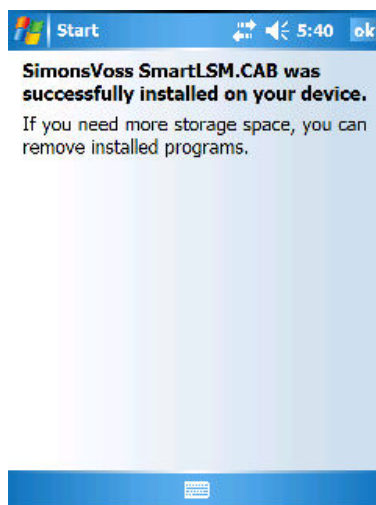 Start 5:40 ok
SimonsVoss SmartLSM.CAB was
successfully installed on your device.
If you need more storage space, you can
remove installed programs.